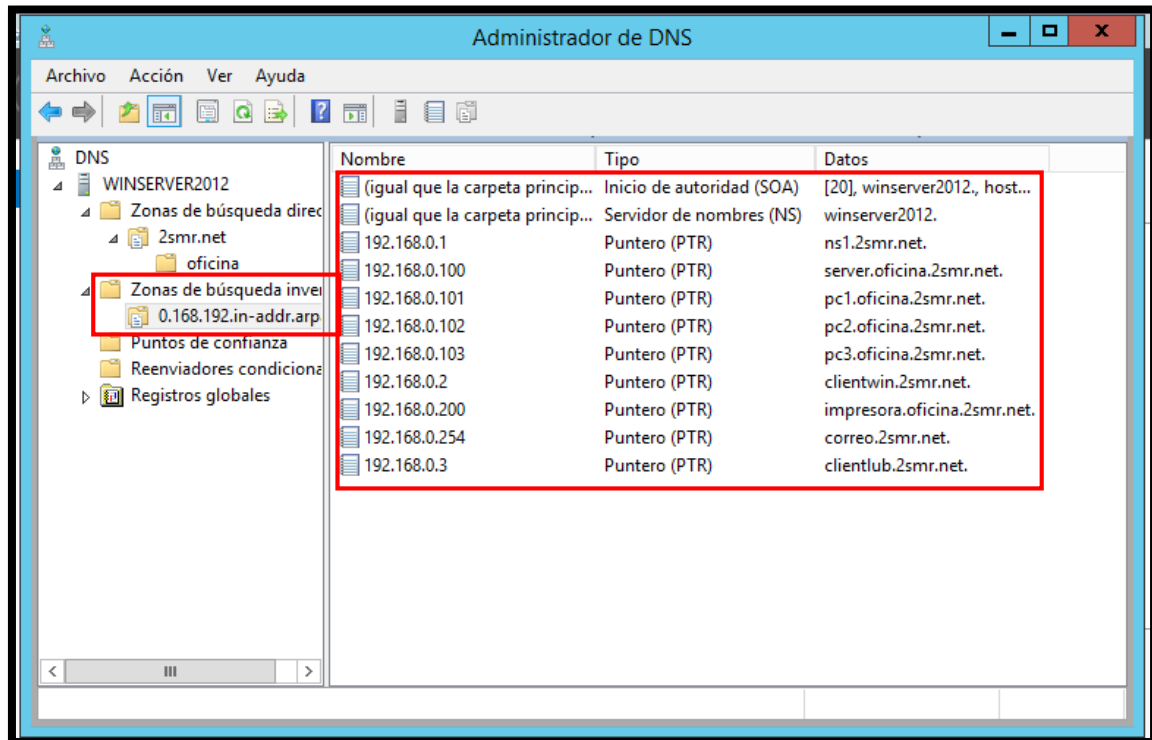 Administrador de DNS
Archivo Acción Ver Ayuda
DNS
WINSERVER2012
Zonas de búsqueda direc
2smr.net
oficina
Zonas de búsqueda inver
0.168.192.in-addr.arp
Puntos de confianza
Reenviadores condiciona
Registros globales
Nombre Tipo Datos
(igual que la carpeta princip... Inicio de autoridad (SOA) [20], winserver2012., host...
(igual que la carpeta princip... Servidor de nombres (NS) winserver2012.
192.168.0.1 Puntero (PTR) ns1.2smr.net.
192.168.0.100 Puntero (PTR) server.oficina.2smr.net.
192.168.0.101 Puntero (PTR) pc1.oficina.2smr.net.
192.168.0.102 Puntero (PTR) pc2.oficina.2smr.net.
192.168.0.103 Puntero (PTR) pc3.oficina.2smr.net.
192.168.0.2 Puntero (PTR) clientwin.2smr.net.
192.168.0.200 Puntero (PTR) impresora.oficina.2smr.net.
192.168.0.254 Puntero (PTR) correo.2smr.net.
192.168.0.3 Puntero (PTR) clientlub.2smr.net.